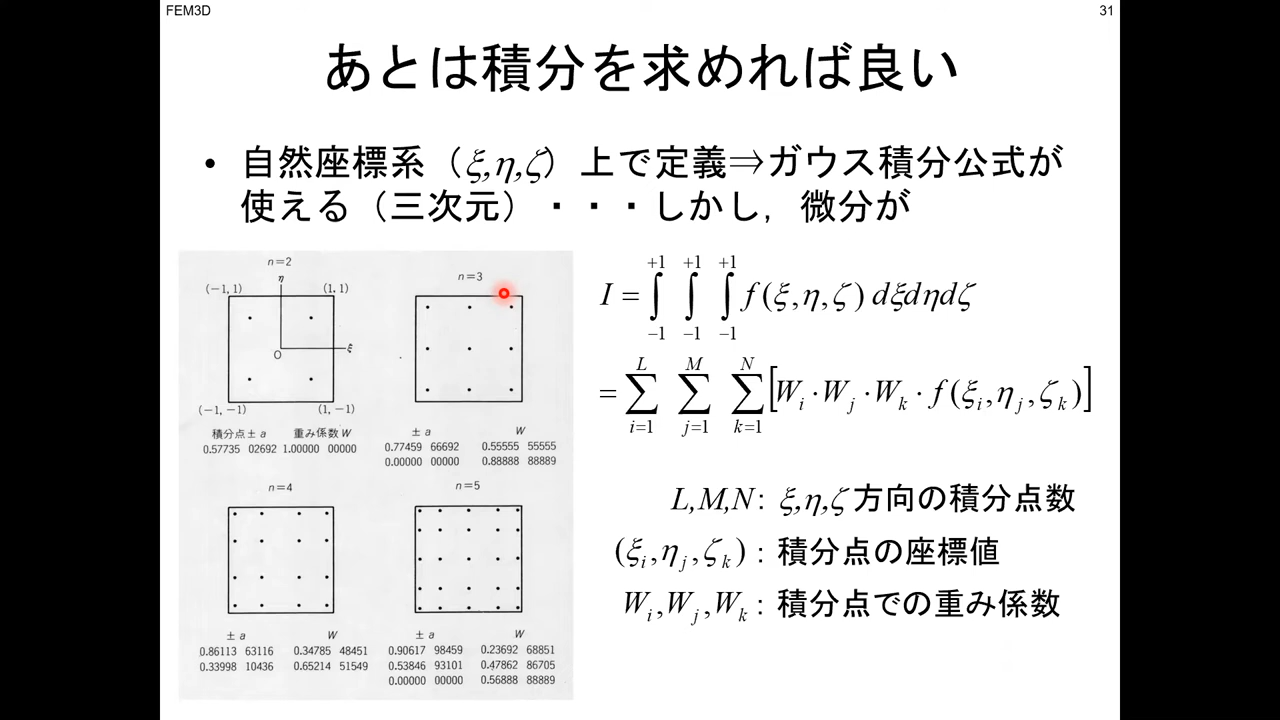 FEM3D
31
あとは積分を求めれば良い
• 自然座標系（ξ,η,ζ）上で定義⇒ガウス積分公式が
使える（三次元）・・・しかし，微分が
n=2
η
(-1, 1)
(1, 1)
O
ξ
(-1, -1)
(1, -1)
積分点±a 重み係数W
0.57735 02692 1.00000 00000
n=3
±a W
0.77459 66692 0.55555 55555
0.00000 00000 0.88888 88889
n=4
±a W
0.86113 63116 0.34785 48451
0.33998 10436 0.65214 51549
n=5
±a W
0.90617 98459 0.23692 68851
0.53846 93101 0.47862 86705
0.00000 00000 0.56888 88889
I = ∫_{-1}^{+1} ∫_{-1}^{+1} ∫_{-1}^{+1} f(ξ,η,ζ) dξdηdζ
= ∑_{i=1}^{L} ∑_{j=1}^{M} ∑_{k=1}^{N} [W_i · W_j · W_k · f(ξ_i,η_j,ζ_k)]
L,M,N: ξ,η,ζ方向の積分点数
(ξ_i,η_j,ζ_k)：積分点の座標値
W_i,W_j,W_k：積分点での重み係数